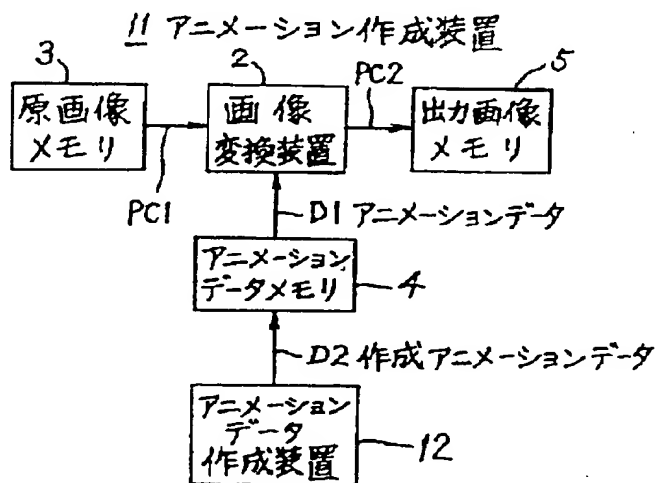 11 アニメーション作成装置
3
2
PC2
5
原画像
メモリ
画像
変換装置
出力画像
メモリ
PC1
D1 アニメーションデータ
アニメーション
データメモリ
4
D2 作成アニメーションデータ
アニメーション
データ
作成装置
12